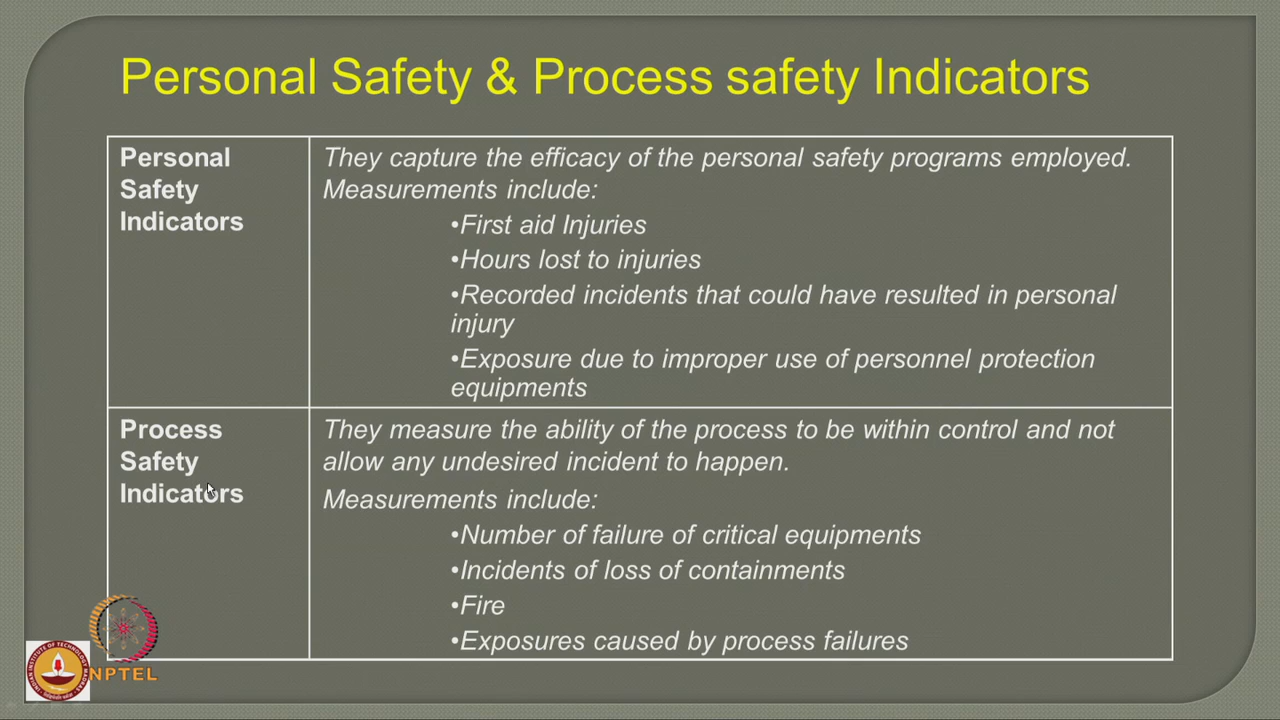 Personal Safety & Process safety Indicators
Personal
Safety
Indicators
They capture the efficacy of the personal safety programs employed.
Measurements include:
•First aid Injuries
•Hours lost to injuries
•Recorded incidents that could have resulted in personal
injury
•Exposure due to improper use of personnel protection
equipments
Process
Safety
Indicators
They measure the ability of the process to be within control and not
allow any undesired incident to happen.
Measurements include:
•Number of failure of critical equipments
•Incidents of loss of containments
•Fire
•Exposures caused by process failures
NPTEL